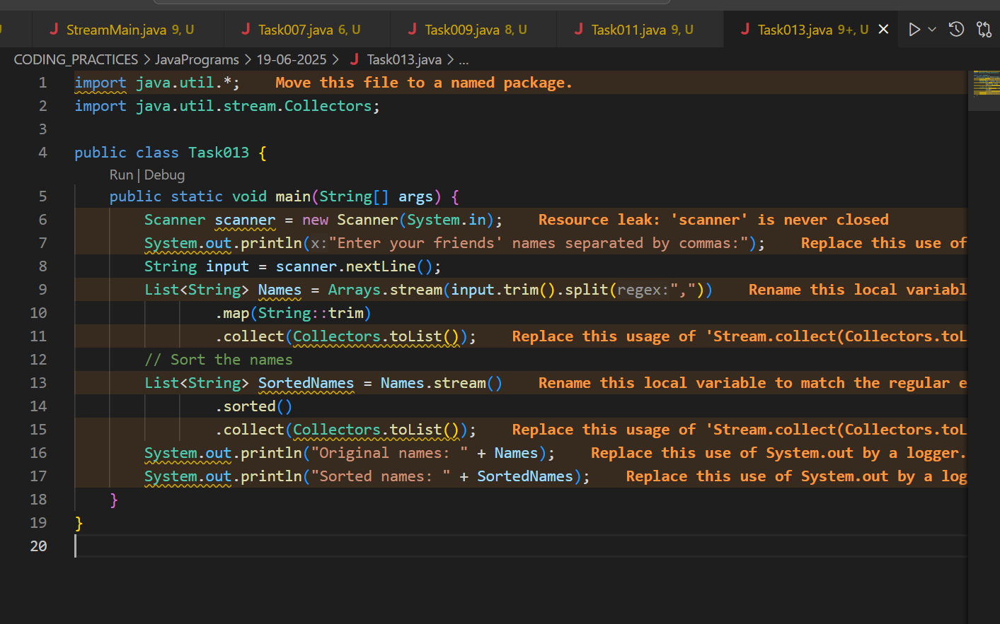 StreamMain.java 9, U Task007.java 6, U Task009.java 8, U Task011.java 9, U Task013.java 9+, U
CODING_PRACTICES > JavaPrograms > 19-06-2025 > Task013.java > ...
1 import java.util.*; Move this file to a named package.
2 import java.util.stream.Collectors;
3
4 public class Task013 {
Run | Debug
5 public static void main(String[] args) {
6 Scanner scanner = new Scanner(System.in); Resource leak: 'scanner' is never closed
7 System.out.println(x:"Enter your friends' names separated by commas:"); Replace this use of
8 String input = scanner.nextLine();
9 List<String> Names = Arrays.stream(input.trim().split(regex:",")) Rename this local variabl
10 .map(String::trim)
11 .collect(Collectors.toList()); Replace this usage of 'Stream.collect(Collectors.toL
12 // Sort the names
13 List<String> SortedNames = Names.stream() Rename this local variable to match the regular e
14 .sorted()
15 .collect(Collectors.toList()); Replace this usage of 'Stream.collect(Collectors.toL
16 System.out.println("Original names: " + Names); Replace this use of System.out by a logger.
17 System.out.println("Sorted names: " + SortedNames); Replace this use of System.out by a log
18 }
19 }
20